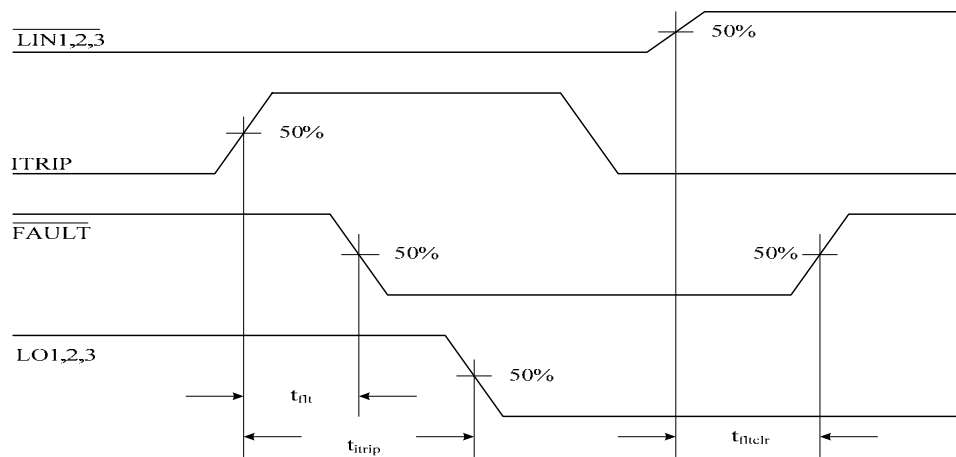 LIN1,2,3
50%
50%
ITRIP
FAULT
50%
50%
LO1,2,3
50%
tflt
titrip
tfltclr